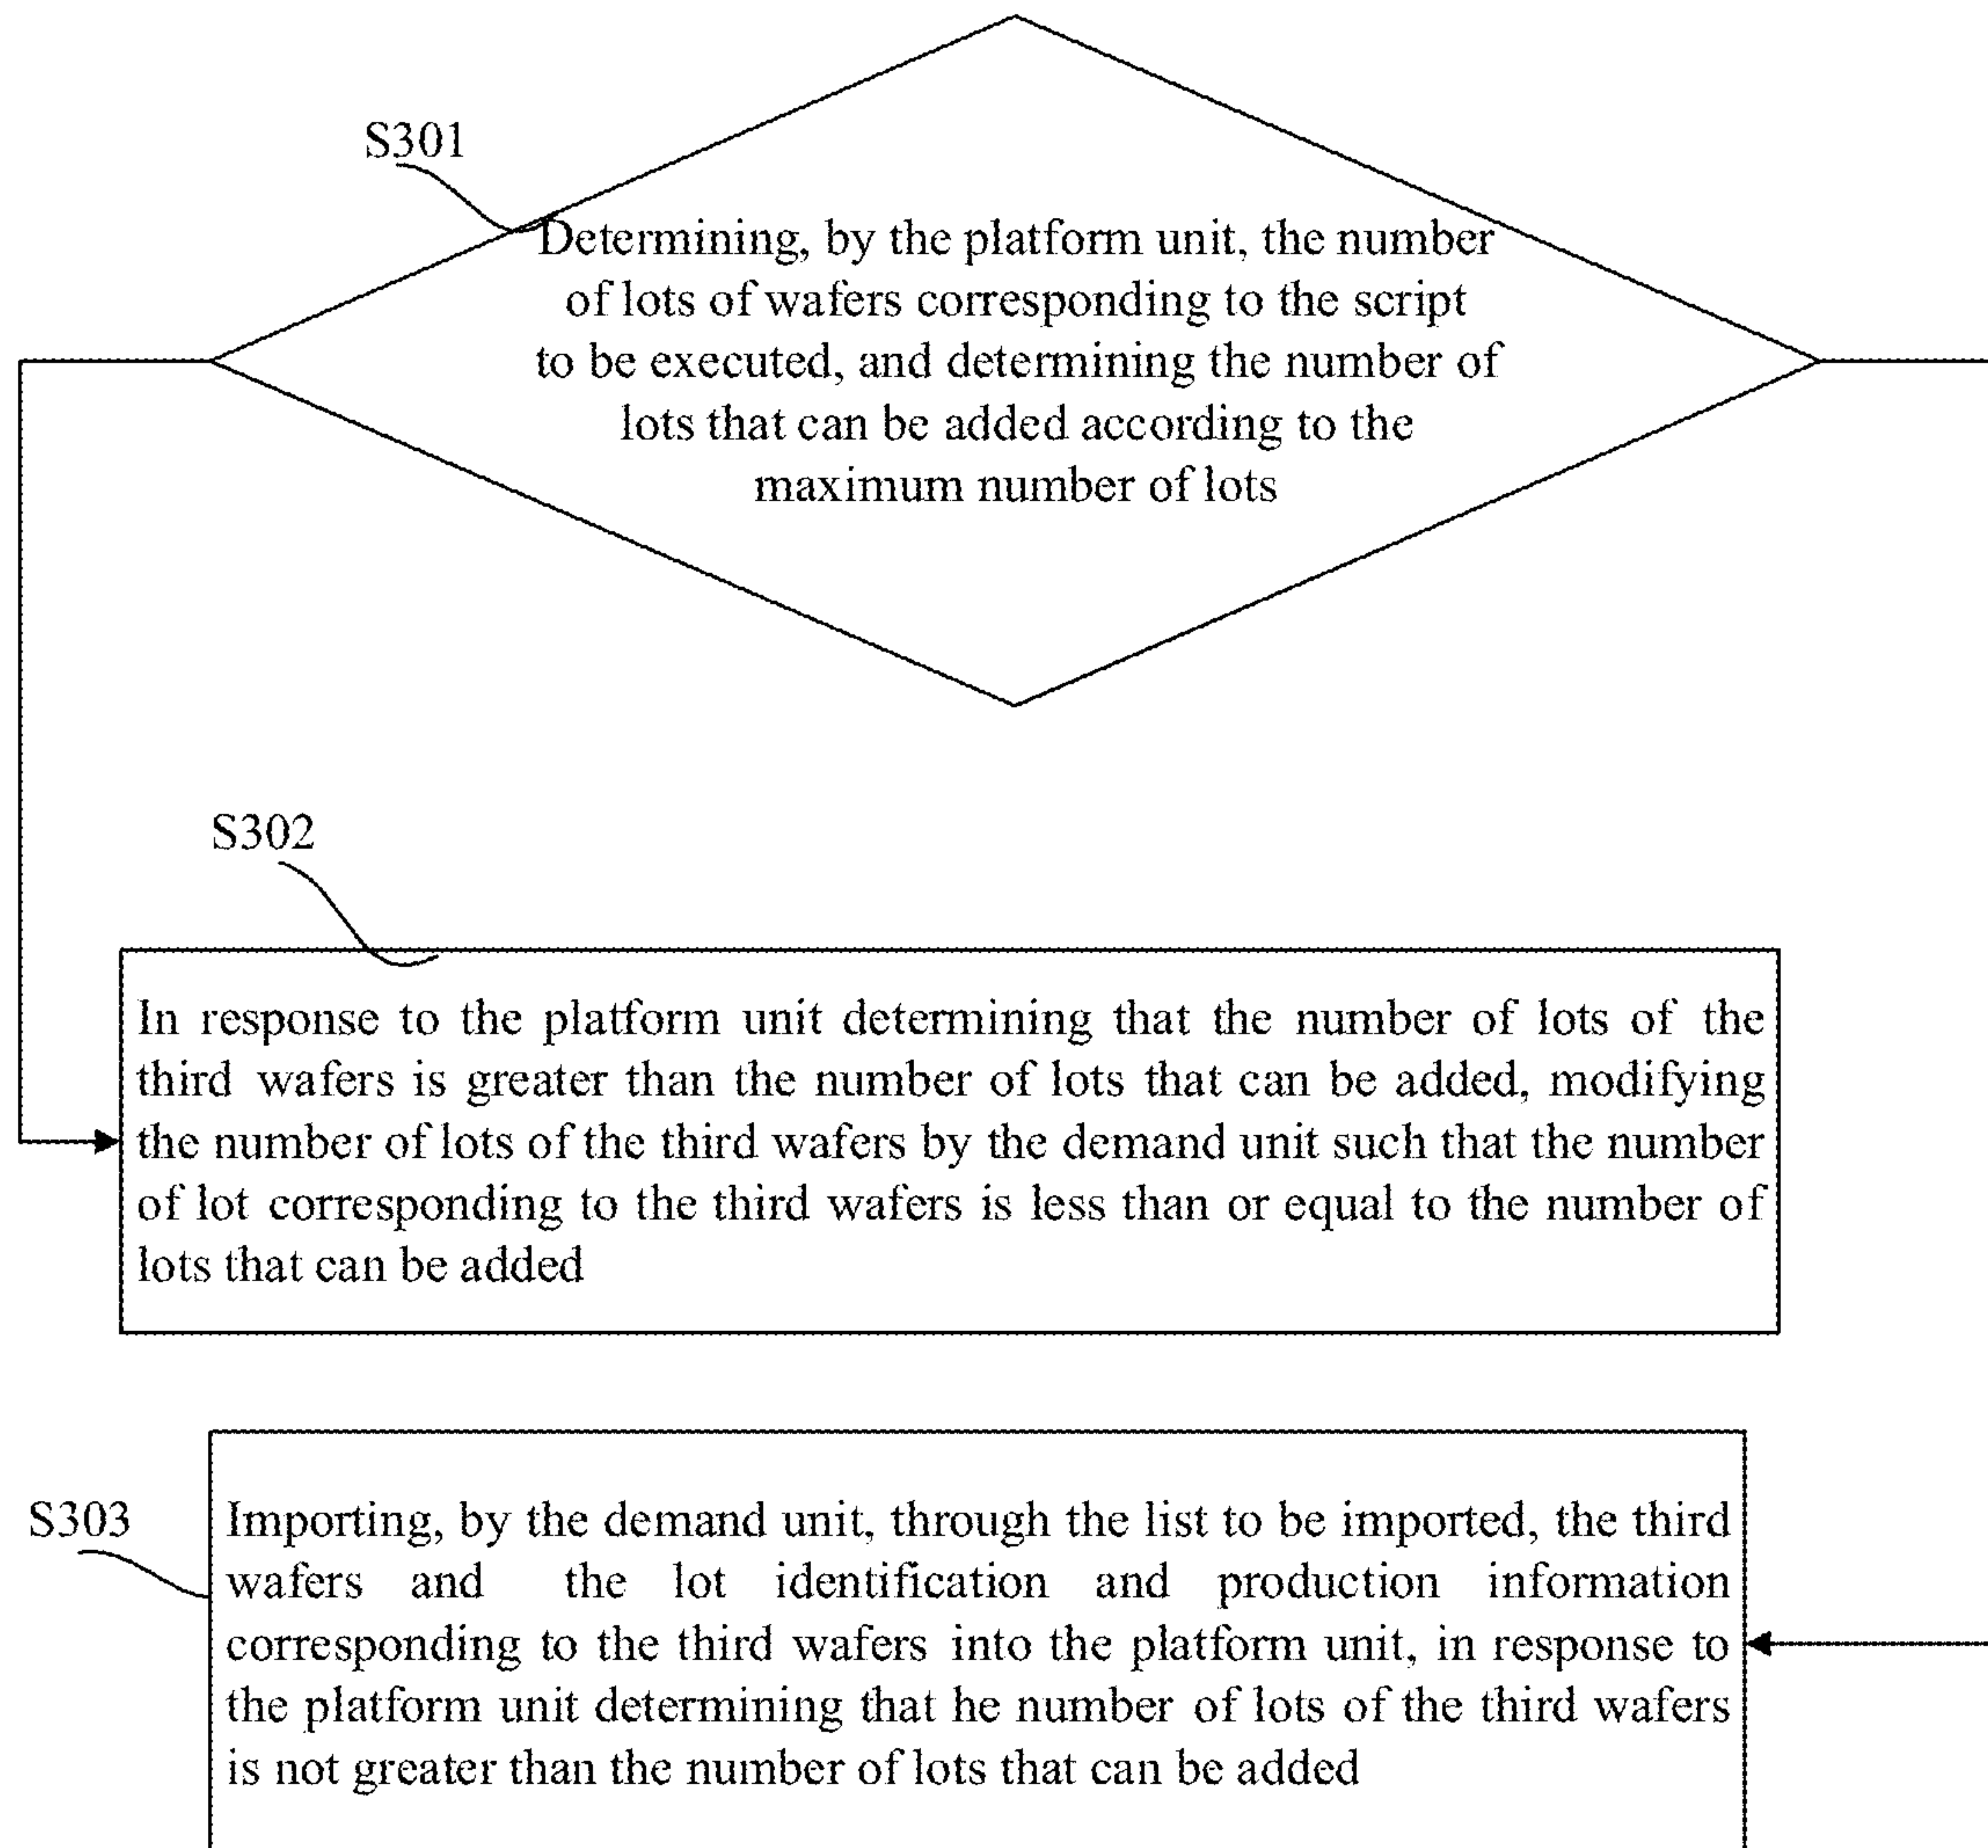 S301
Determining, by the platform unit, the number
of lots of wafers corresponding to the script
to be executed, and determining the number of
lots that can be added according to the
maximum number of lots
S302
In response to the platform unit determining that the number of lots of the
third wafers is greater than the number of lots that can be added, modifying
the number of lots of the third wafers by the demand unit such that the number
of lot corresponding to the third wafers is less than or equal to the number of
lots that can be added
S303
Importing, by the demand unit, through the list to be imported, the third
wafers and the lot identification and production information
corresponding to the third wafers into the platform unit, in response to
the platform unit determining that he number of lots of the third wafers
is not greater than the number of lots that can be added